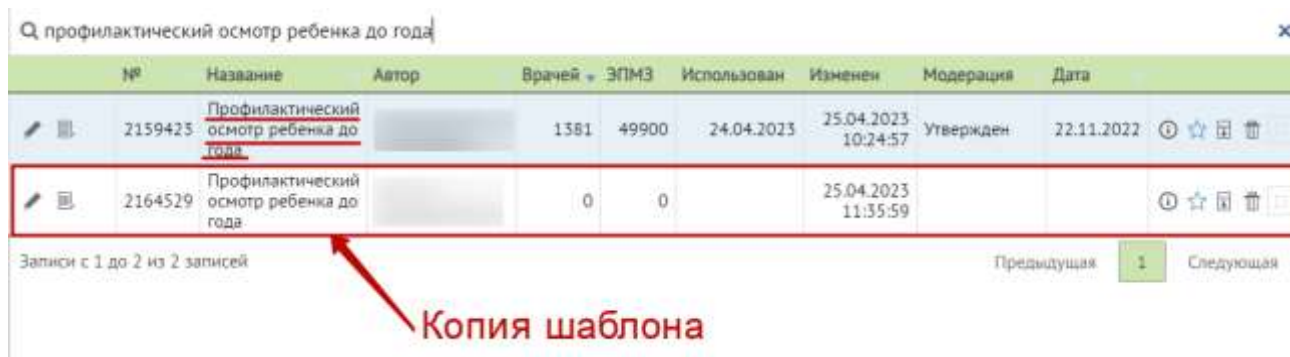 профилактический осмотр ребенка до года
№ Название Автор Врачей ЭПМЗ Использован Изменен Модерация Дата
Профилактический
2159423 осмотр ребенка до 1381 49900 24.04.2023 25.04.2023 10:24:57 Утвержден 22.11.2022
года
Профилактический
2164529 осмотр ребенка до 0 0 25.04.2023 11:35:59
года
Записи с 1 до 2 из 2 записей Предыдущая 1 Следующая
Копия шаблона